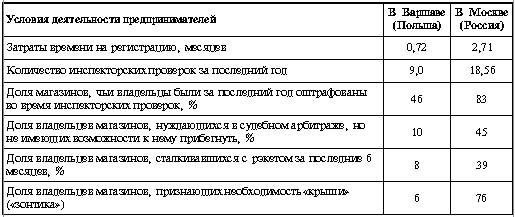 Условия деятельности предпринимателей В Варшаве (Польша) В Москве (Россия)
Затраты времени на регистрацию, месяцев 0,72 2,71
Количество инспекторских проверок за последний год 9,0 18,56
Доля магазинов, чьи владельцы были за последний год оштрафованы
во время инспекторских проверок, % 46 83
Доля владельцев магазинов, нуждающихся в судебном арбитраже, но
не имеющих возможности к нему прибегнуть, % 10 45
Доля владельцев магазинов, сталкивавшихся с рэкетом за последние 6
месяцев, % 8 39
Доля владельцев магазинов, признающих необходимость «крыши»
(«зонтика») 6 76